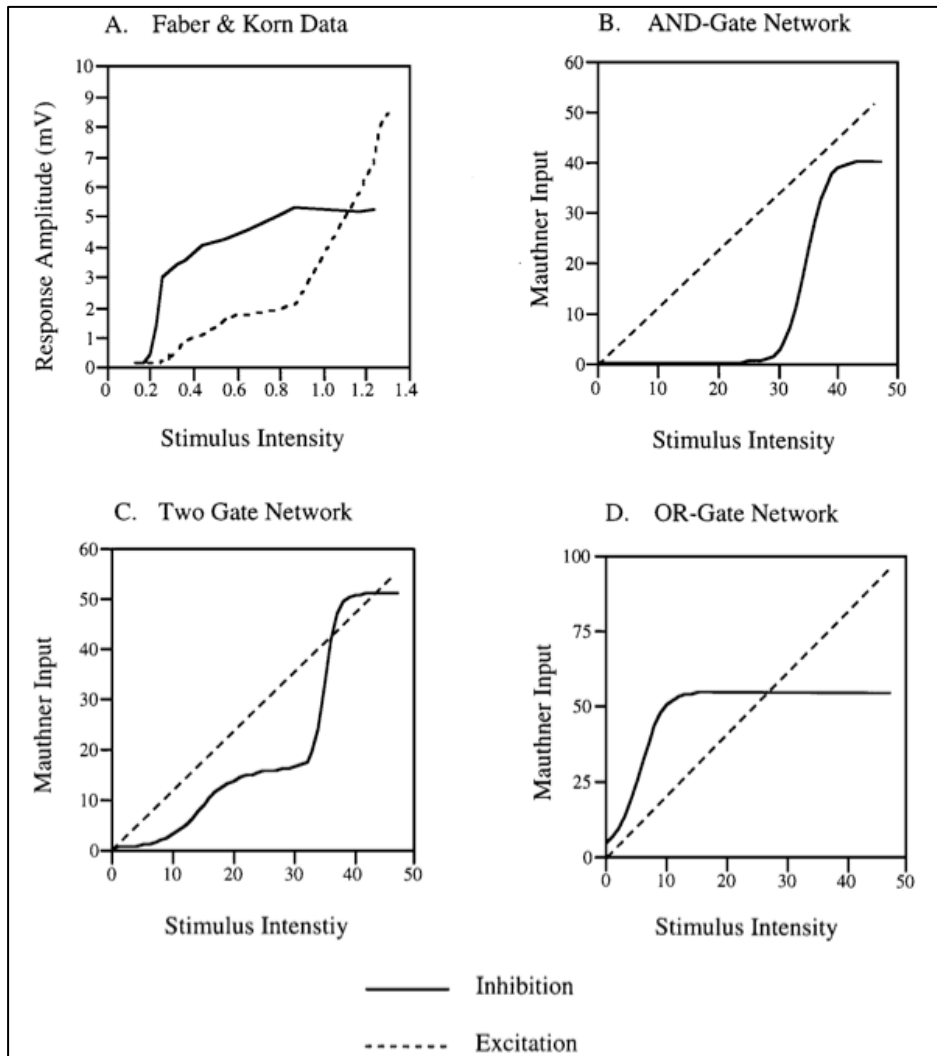 A. Faber & Korn Data
10
9
8
7
6
5
4
3
2
1
0
Response Amplitude (mV)
0 0.2 0.4 0.6 0.8 1.0 1.2 1.4
Stimulus Intensity
B. AND-Gate Network
60
50
40
30
20
10
0
Mauthner Input
0 10 20 30 40 50
Stimulus Intensity
C. Two Gate Network
60
50
40
30
20
10
0
Mauthner Input
0 10 20 30 40 50
Stimulus Intenstiy
D. OR-Gate Network
100
75
50
25
0
Mauthner Input
0 10 20 30 40 50
Stimulus Intensity
Inhibition
Excitation